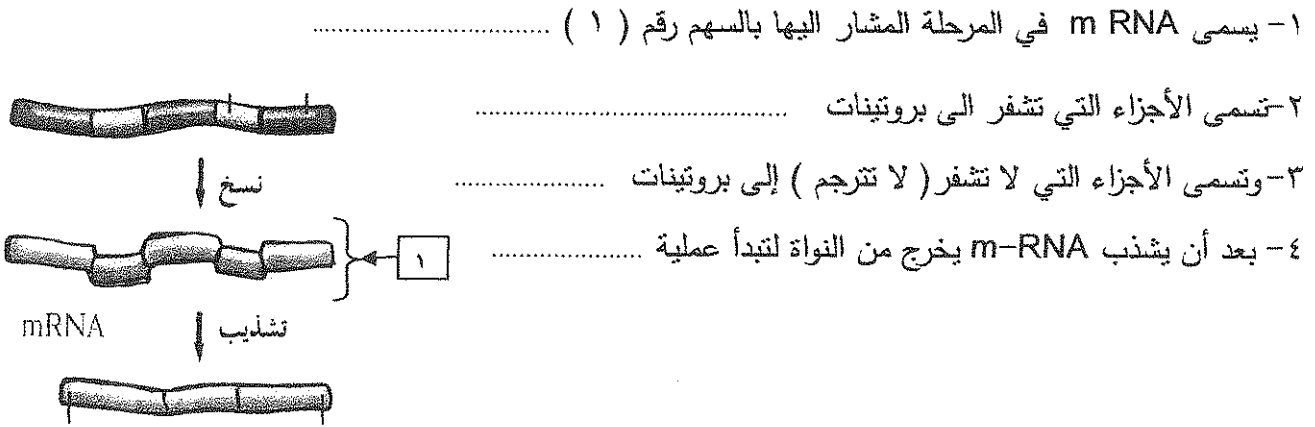 ١- يسمى m RNA في المرحلة المشار اليها بالسهم رقم ( ١ ) ........................................
٢-تسمى الأجزاء التي تشفر الى بروتينات ........................................
٣-وتسمى الأجزاء التي لا تشفر( لا تترجم ) إلى بروتينات ...................
نسخ
٤- بعد أن يشذب m-RNA يخرج من النواة لتبدأ عملية ...................
١
mRNA
تشذيب